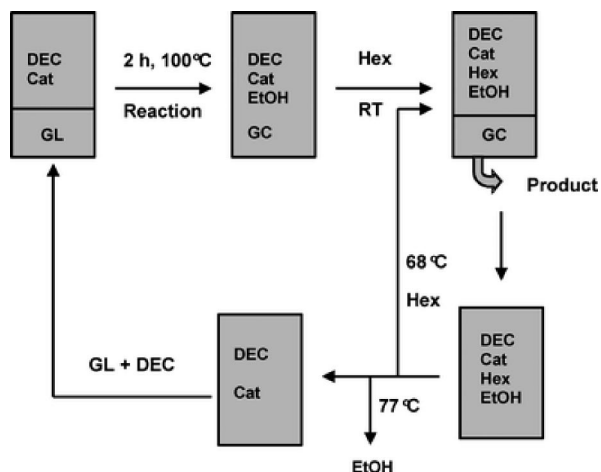 DEC
Cat
GL
2 h, 100°C
Reaction
DEC
Cat
EtOH
GC
Hex
RT
DEC
Cat
Hex
EtOH
GC
Product
68°C
Hex
DEC
Cat
Hex
EtOH
77°C
EtOH
DEC
Cat
GL + DEC